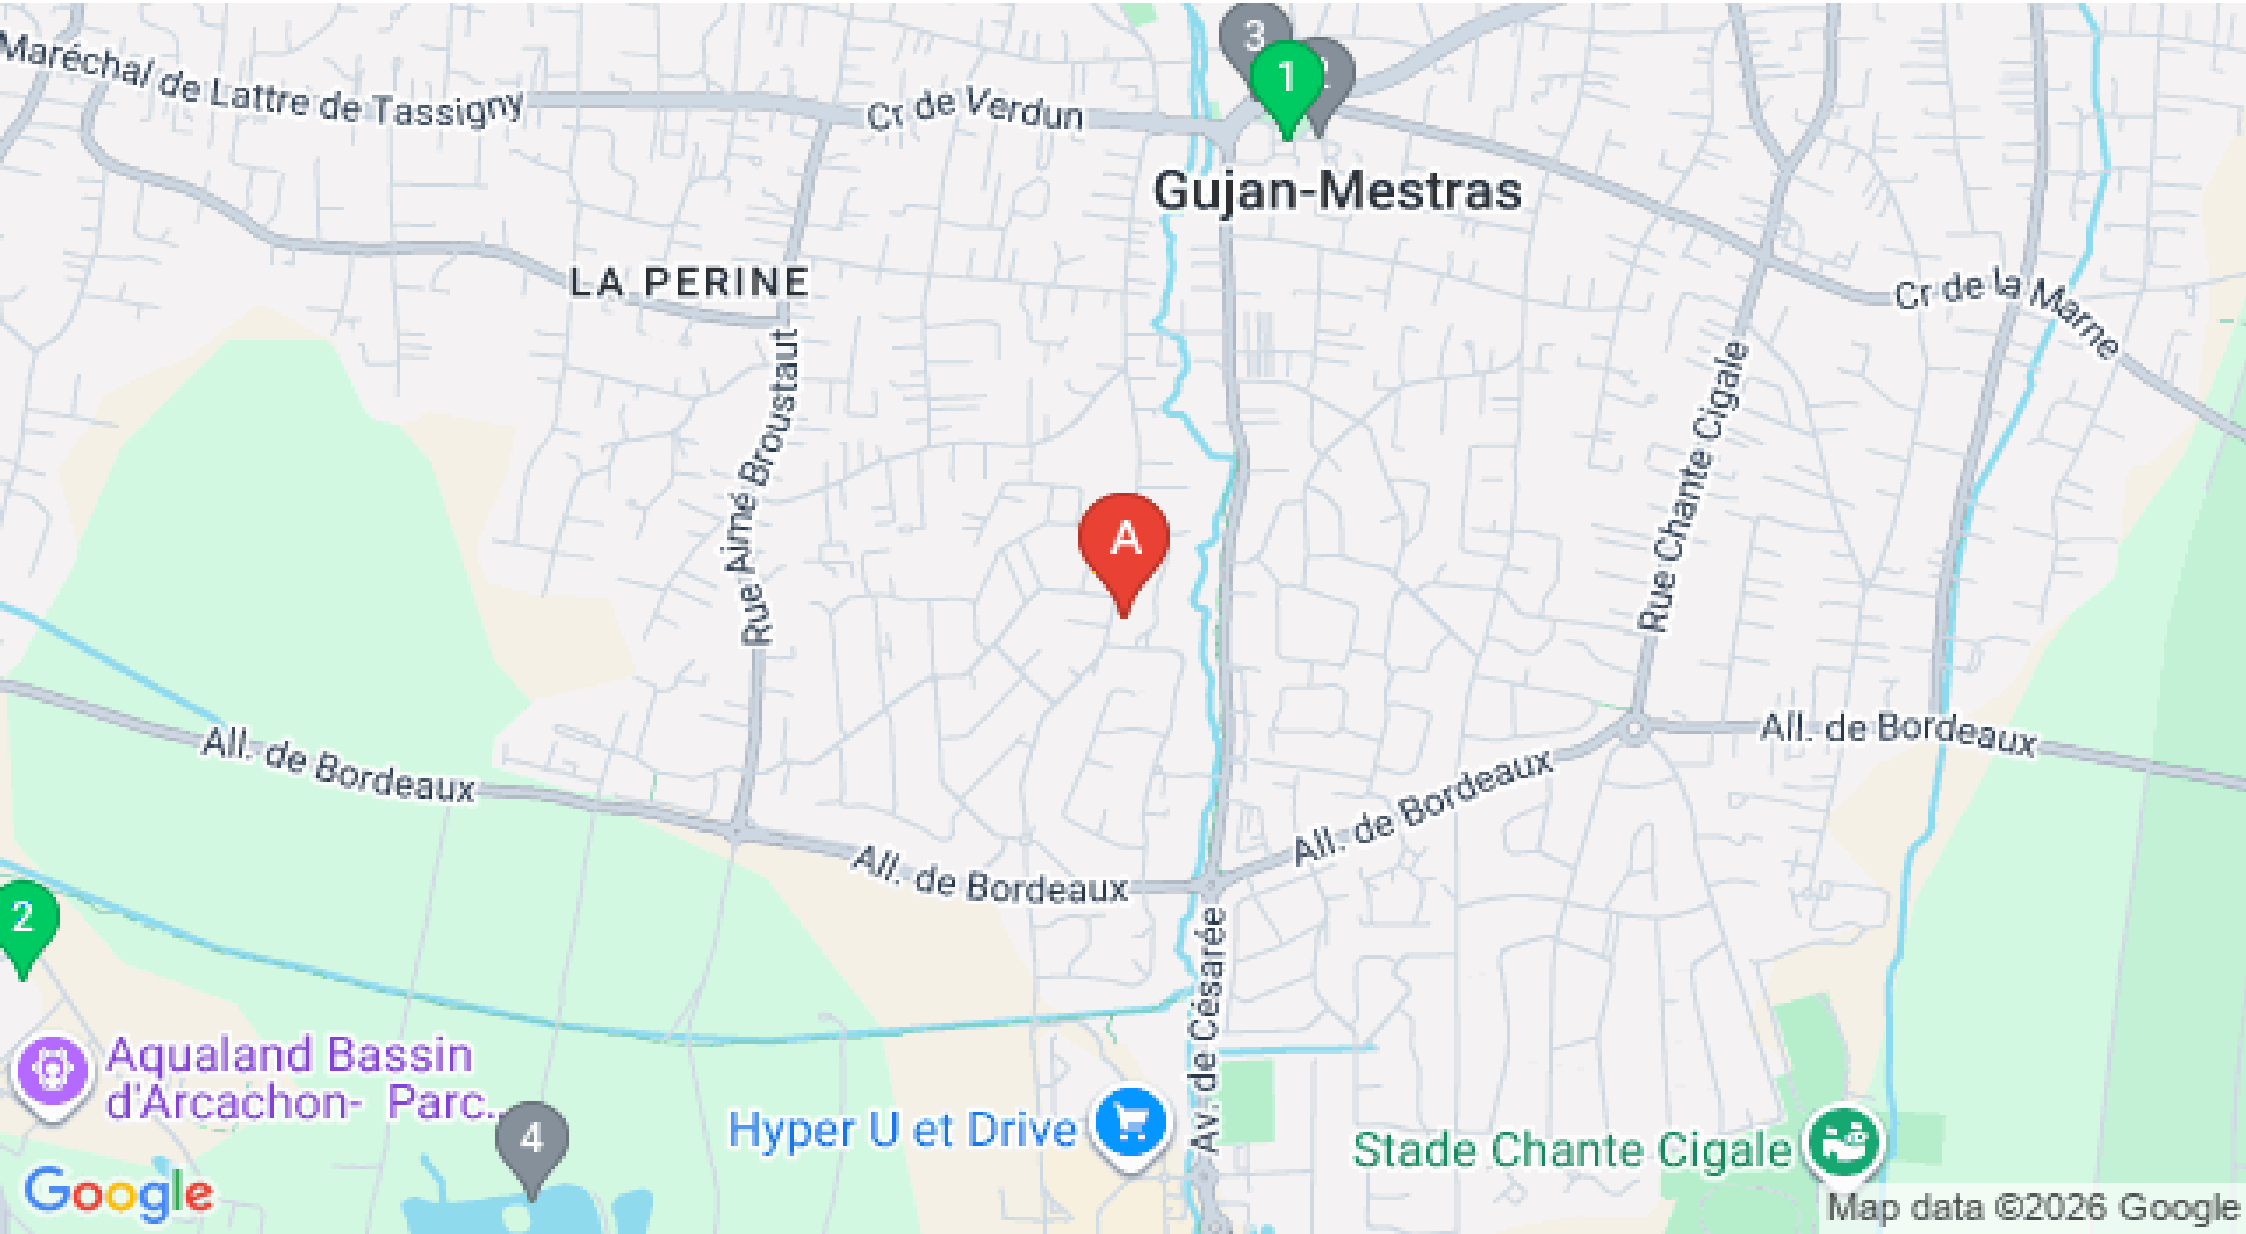 3
1
Maréchal de Lattre de Tassigny
Cr de Verdun
Gujan-Mestras
LA PERINE
Cr de la Marne
Rue Aimé Broustaut
Rue Chante Cigale
A
All. de Bordeaux
All. de Bordeaux
All. de Bordeaux
All. de Bordeaux
2
Av. de Césarée
Aqualand Bassin
d'Arcachon- Parc...
4
Hyper U et Drive
Stade Chante Cigale
Google
Map data ©2026 Google